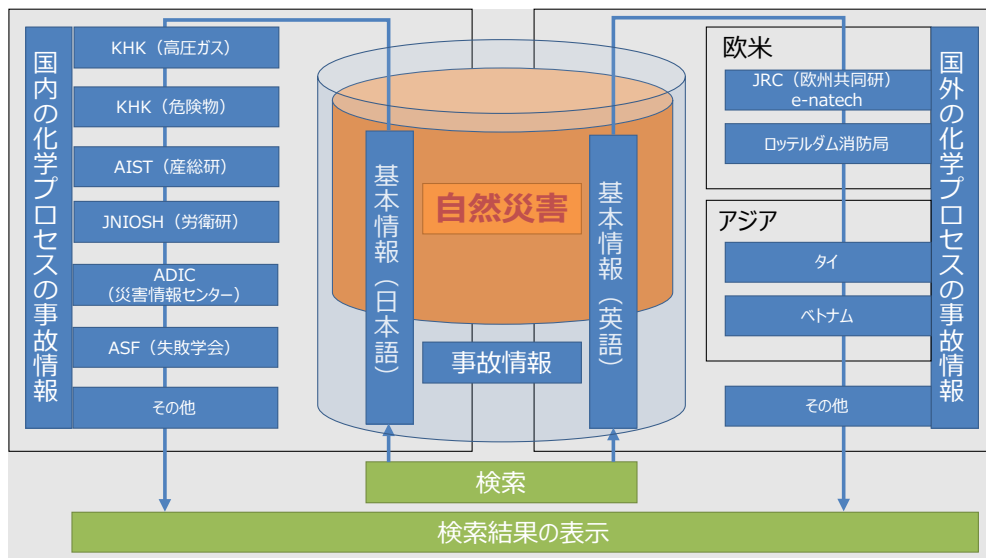 国内の化学プロセスの事故情報
KHK（高圧ガス）
KHK（危険物）
AIST（産総研）
JNIOSH（労衛研）
ADIC
（災害情報センター）
ASF（失敗学会）
その他
基本情報（日本語）
自然災害
事故情報
基本情報（英語）
欧米
JRC（欧州共同研）
e-natech
ロッテルダム消防局
アジア
タイ
ベトナム
その他
国外の化学プロセスの事故情報
検索
検索結果の表示